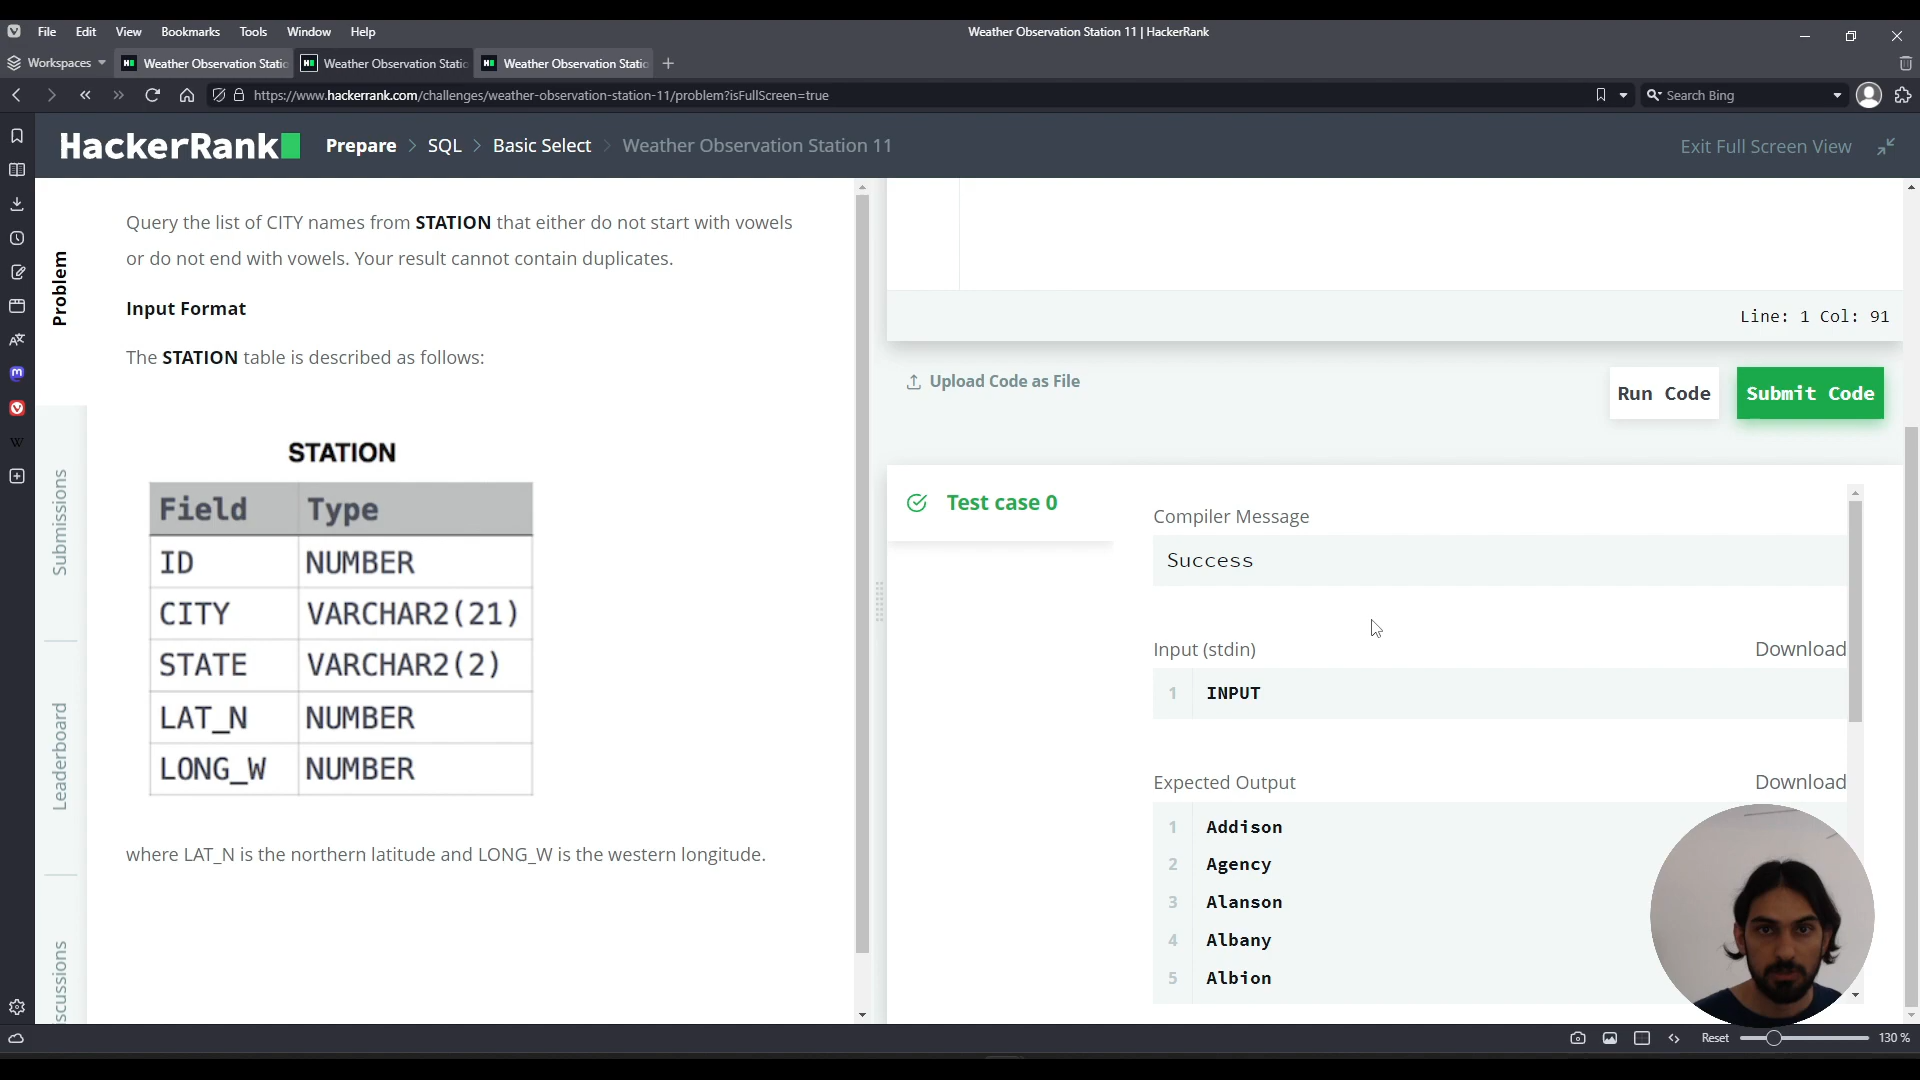 File Edit View Bookmarks Tools Window Help
Weather Observation Station 11 | HackerRank
Workspaces
Weather Observation Statio
Weather Observation Statio
Weather Observation Statio
https://www.hackerrank.com/challenges/weather-observation-station-11/problem?isFullScreen=true
Search Bing
HackerRank
Prepare > SQL > Basic Select > Weather Observation Station 11
Exit Full Screen View
Problem
Submissions
Leaderboard
scussions
Query the list of CITY names from STATION that either do not start with vowels
or do not end with vowels. Your result cannot contain duplicates.
Input Format
The STATION table is described as follows:
STATION
Field Type
ID NUMBER
CITY VARCHAR2(21)
STATE VARCHAR2(2)
LAT_N NUMBER
LONG_W NUMBER
where LAT_N is the northern latitude and LONG_W is the western longitude.
Line: 1 Col: 91
Upload Code as File
Run Code
Submit Code
Test case 0
Compiler Message
Success
Input (stdin) Download
1 INPUT
Expected Output Download
1 Addison
2 Agency
3 Alanson
4 Albany
5 Albion
Reset 130 %